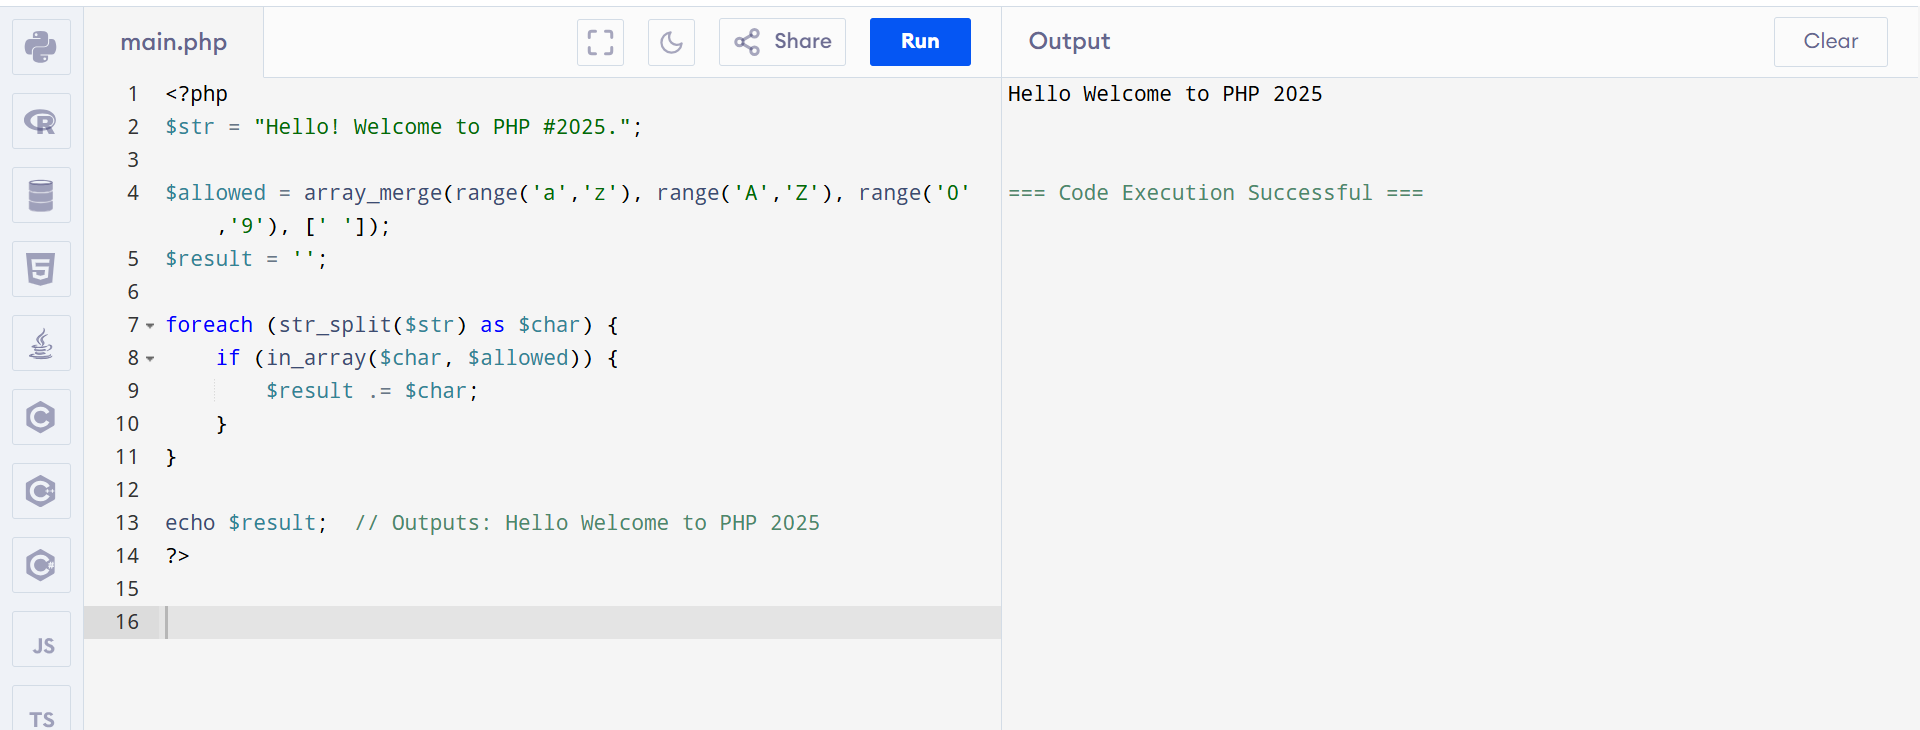 main.php
Share
Run
Output
Clear
1 <?php
2 $str = "Hello! Welcome to PHP #2025.";
3
4 $allowed = array_merge(range('a','z'), range('A','Z'), range('0'
,'9'), [' ']);
5 $result = '';
6
7 foreach (str_split($str) as $char) {
8     if (in_array($char, $allowed)) {
9         $result .= $char;
10     }
11 }
12
13 echo $result;  // Outputs: Hello Welcome to PHP 2025
14 ?>
15
16
Hello Welcome to PHP 2025
=== Code Execution Successful ===
R
5
C
C++
C#
JS
TS